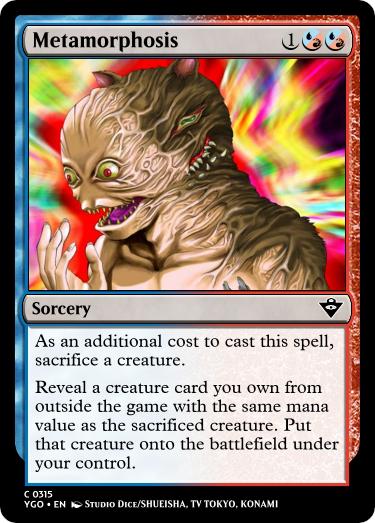 Metamorphosis 1
Sorcery
As an additional cost to cast this spell,
sacrifice a creature.
Reveal a creature card you own from
outside the game with the same mana
value as the sacrificed creature. Put
that creature onto the battlefield under
your control.
C 0315
YGO • EN Studio Dice/SHUEISHA, TV TOKYO, KONAMI